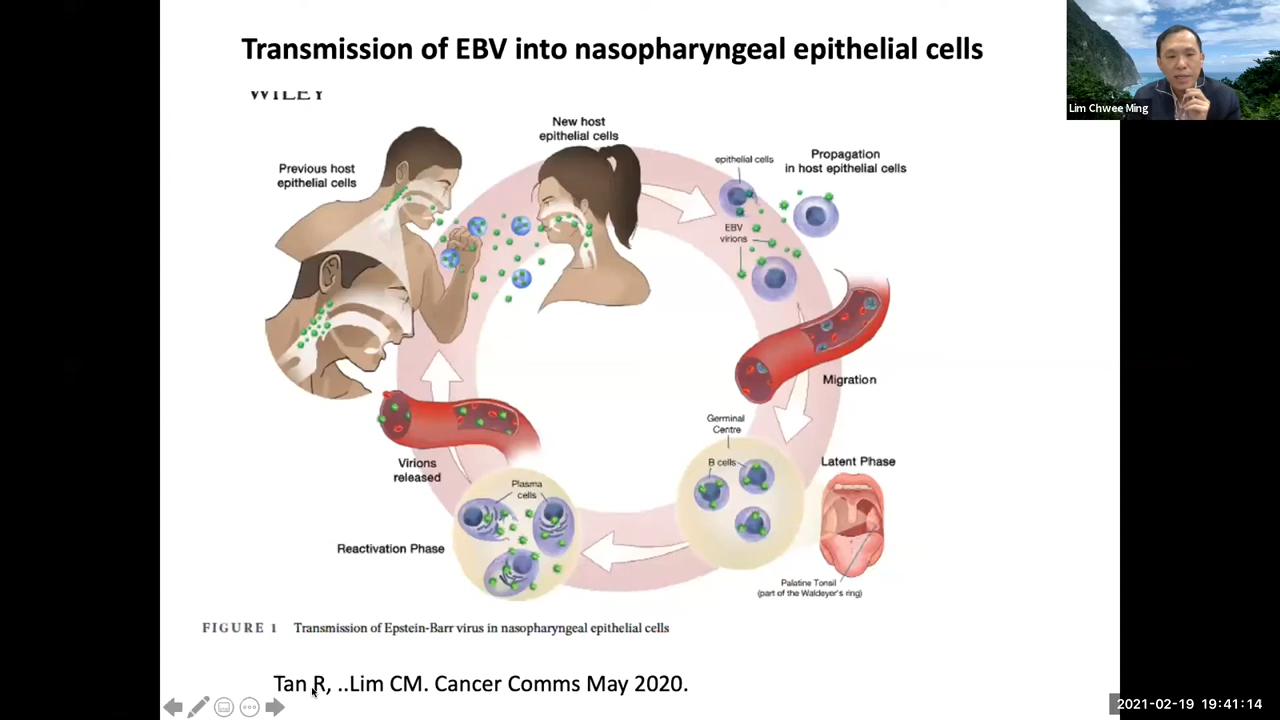 Transmission of EBV into nasopharyngeal epithelial cells
WILEY
Lim Chwee Ming
New host
epithelial cells
Previous host
epithelial cells
epithelial cells
Propagation
in host epithelial cells
EBV
virions
Migration
Germinal
Centre
B cells
Latent Phase
Virions
released
Plasma
cells
Reactivation Phase
Palatine Tonsil
(part of the Waldeyer's ring)
FIGURE 1 Transmission of Epstein-Barr virus in nasopharyngeal epithelial cells
Tan R, ..Lim CM. Cancer Comms May 2020.
2021-02-19 19:41:14